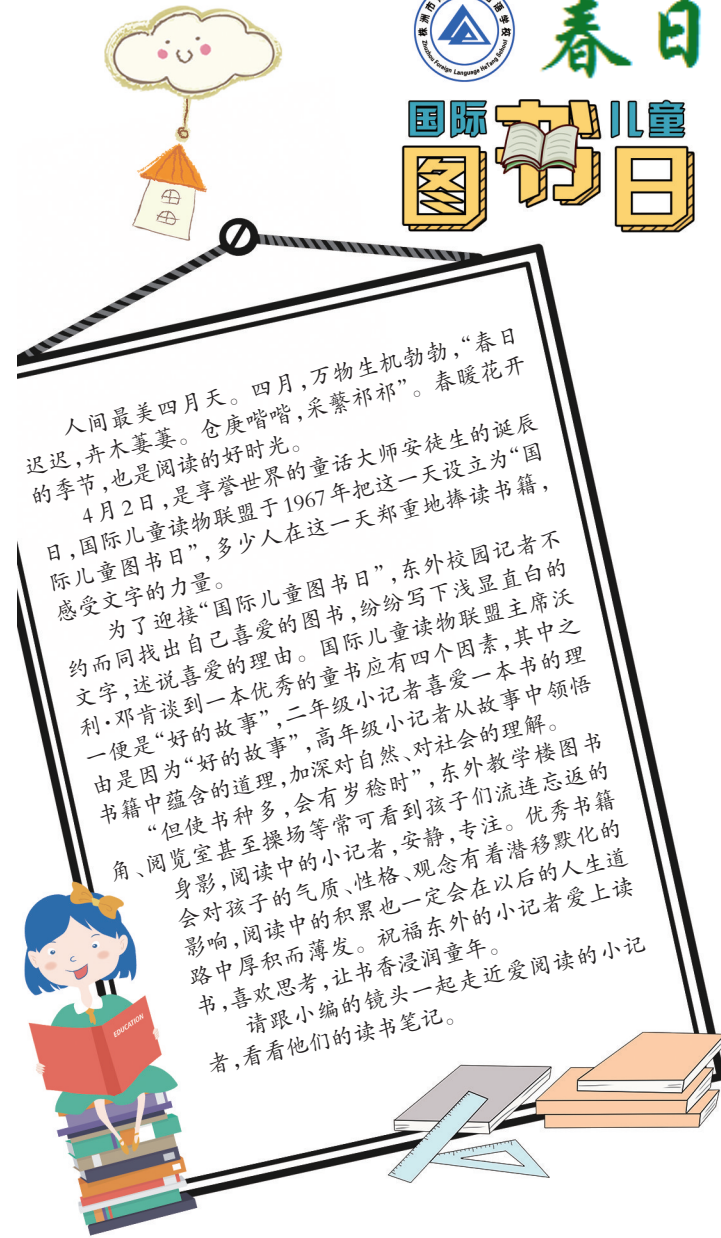 春日
Zhuzhou Foreign Language HeTang School
国际 儿童
图书日
人间最美四月天。四月,万物生机勃勃,“春日
迟迟,卉木萋萋。仓庚喈喈,采蘩祁祁”。春暖花开
的季节,也是阅读的好时光。
4月2日,是享誉世界的童话大师安徒生的诞辰
日,国际儿童读物联盟于1967年把这一天设立为“国
际儿童图书日”,多少人在这一天郑重地捧读书籍,
感受文字的力量。
为了迎接“国际儿童图书日”,东外校园记者不
约而同找出自己喜爱的图书,纷纷写下浅显直白的
文字,述说喜爱的理由。国际儿童读物联盟主席沃
利·邓肯谈到一本优秀的童书应有四个因素,其中之
一便是“好的故事”,二年级小记者喜爱一本书的理
由是因为“好的故事”,高年级小记者从故事中领悟
书籍中蕴含的道理,加深对自然、对社会的理解。
“但使书种多,会有岁稔时”,东外教学楼图书
角、阅览室甚至操场等常可看到孩子们流连忘返的
身影,阅读中的小记者,安静,专注。优秀书籍
会对孩子的气质、性格、观念有着潜移默化的
影响,阅读中的积累也一定会在以后的人生道
路中厚积而薄发。祝福东外的小记者爱上读
书,喜欢思考,让书香浸润童年。
请跟小编的镜头一起走近爱阅读的小记
者,看看他们的读书笔记。
EDUCATION